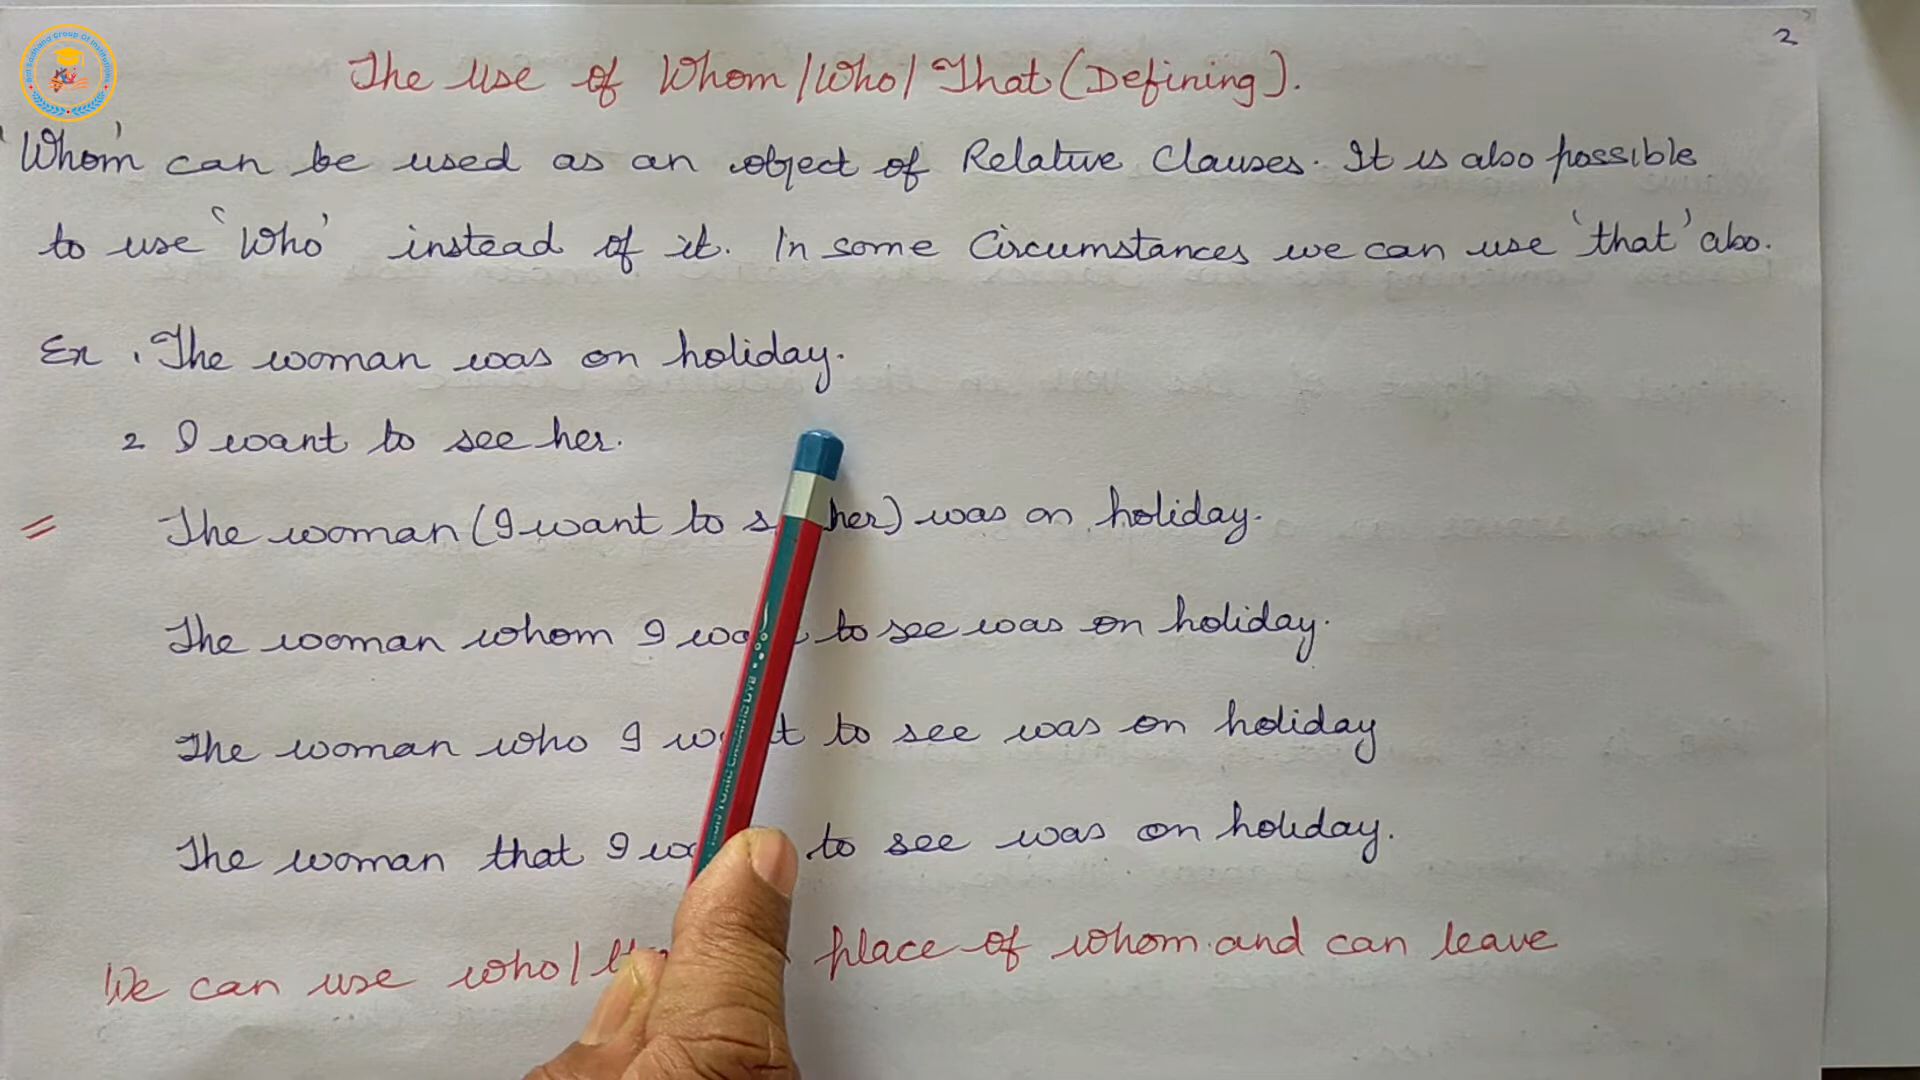 2
The Use of Whom/Who/That (Defining).
'Whom' can be used as an object of Relative Clauses. It is also possible
to use 'Who' instead of it. In some Circumstances we can use 'that' also.
Ex 1 The woman was on holiday.
2 I want to see her.
= The woman (I want to her) was on holiday.
The woman whom I to see was on holiday.
The woman who I to see was on holiday
The woman that I to see was on holiday.
We can use who/ place of whom and can leave